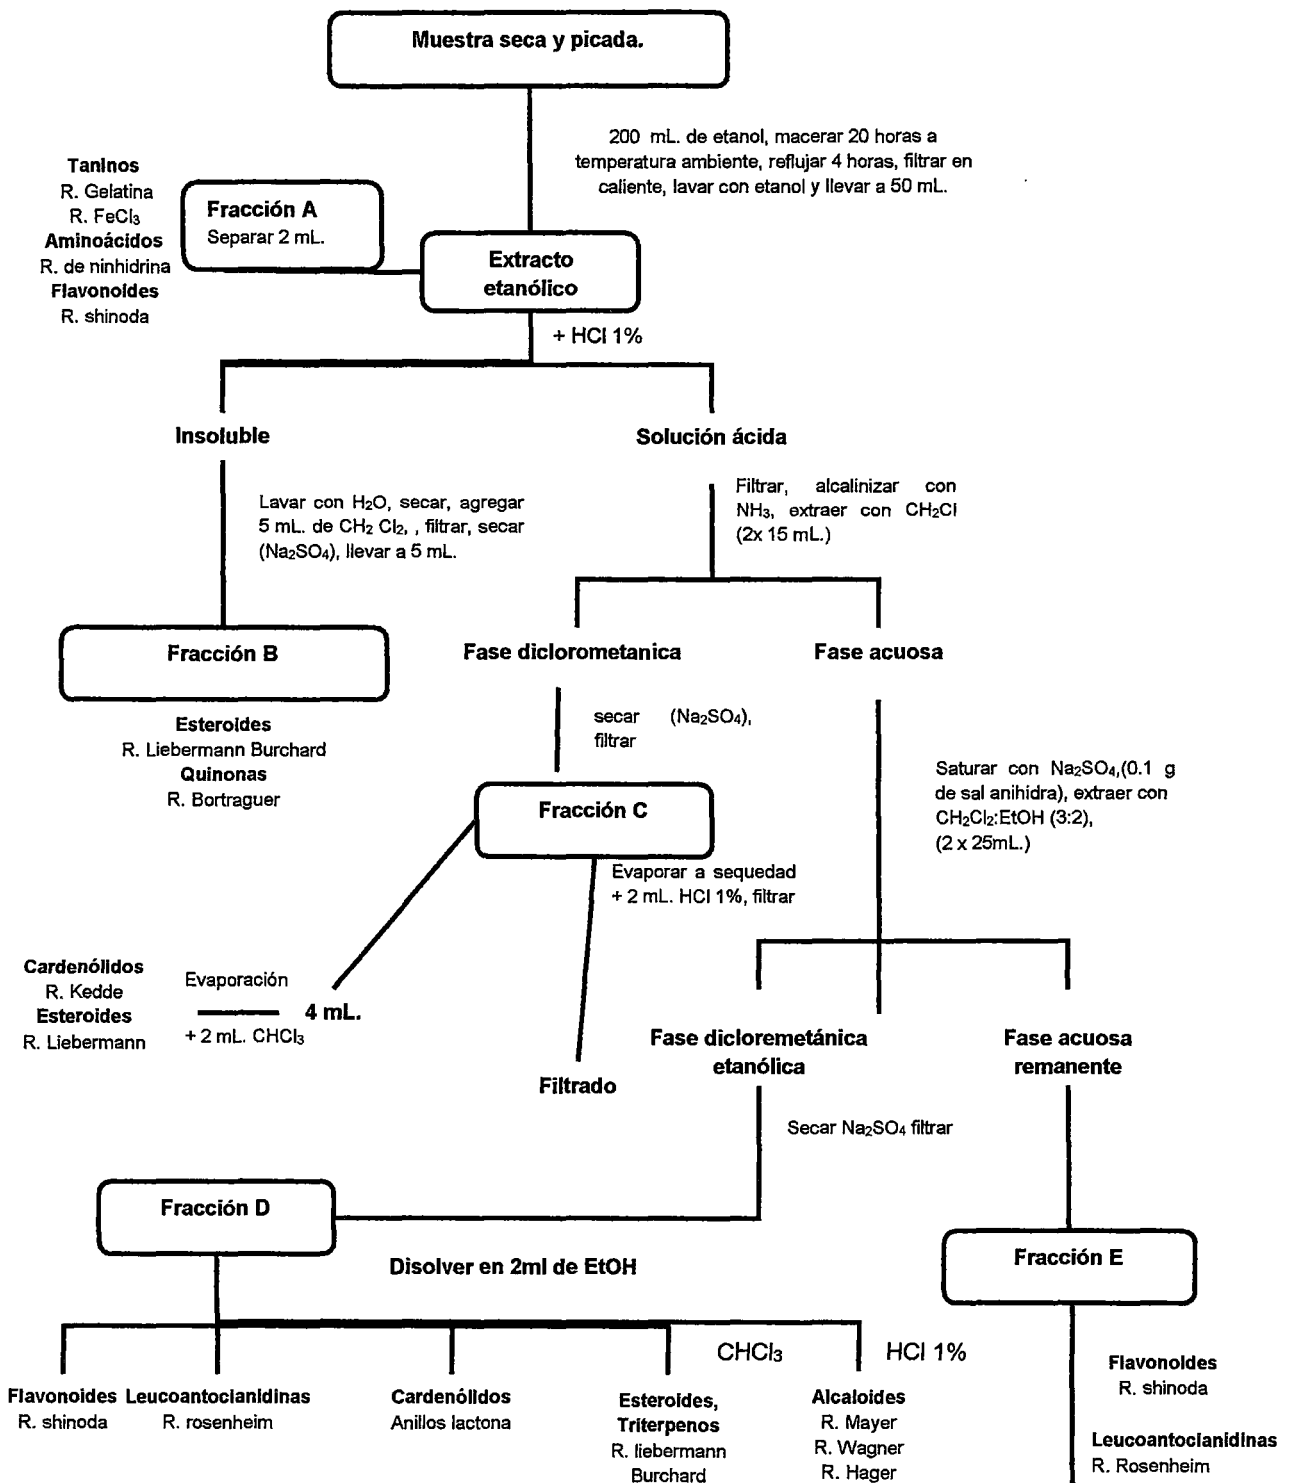 Muestra seca y picada.
200 mL. de etanol, macerar 20 horas a
temperatura ambiente, reflujar 4 horas, filtrar en
caliente, lavar con etanol y llevar a 50 mL.
Taninos
R. Gelatina
R. FeCl₃
Aminoácidos
R. de ninhidrina
Flavonoides
R. shinoda
Fracción A
Separar 2 mL.
Extracto
etanólico
+ HCl 1%
Insoluble
Solución ácida
Lavar con H₂O, secar, agregar
5 mL. de CH₂ Cl₂, , filtrar, secar
(Na₂SO₄), llevar a 5 mL.
Filtrar, alcalinizar con
NH₃, extraer con CH₂Cl
(2x 15 mL.)
Fracción B
Fase diclorometanica
Fase acuosa
Esteroides
R. Liebermann Burchard
Quinonas
R. Bortraguer
secar (Na₂SO₄),
filtrar
Saturar con Na₂SO₄,(0.1 g
de sal anihidra), extraer con
CH₂Cl₂:EtOH (3:2),
(2 x 25mL.)
Fracción C
Evaporar a sequedad
+ 2 mL. HCl 1%, filtrar
Cardenólidos
R. Kedde
Esteroides
R. Liebermann
Evaporación
+ 2 mL. CHCl₃
4 mL.
Filtrado
Fase dicloremetánica
etanólica
Fase acuosa
remanente
Secar Na₂SO₄ filtrar
Fracción D
Disolver en 2ml de EtOH
Fracción E
CHCl₃
HCl 1%
Flavonoides
R. shinoda
Leucoantocianidinas
R. rosenheim
Cardenólidos
Anillos lactona
Esteroides,
Triterpenos
R. liebermann
Burchard
Alcaloides
R. Mayer
R. Wagner
R. Hager
Flavonoides
R. shinoda
Leucoantocianidinas
R. Rosenheim